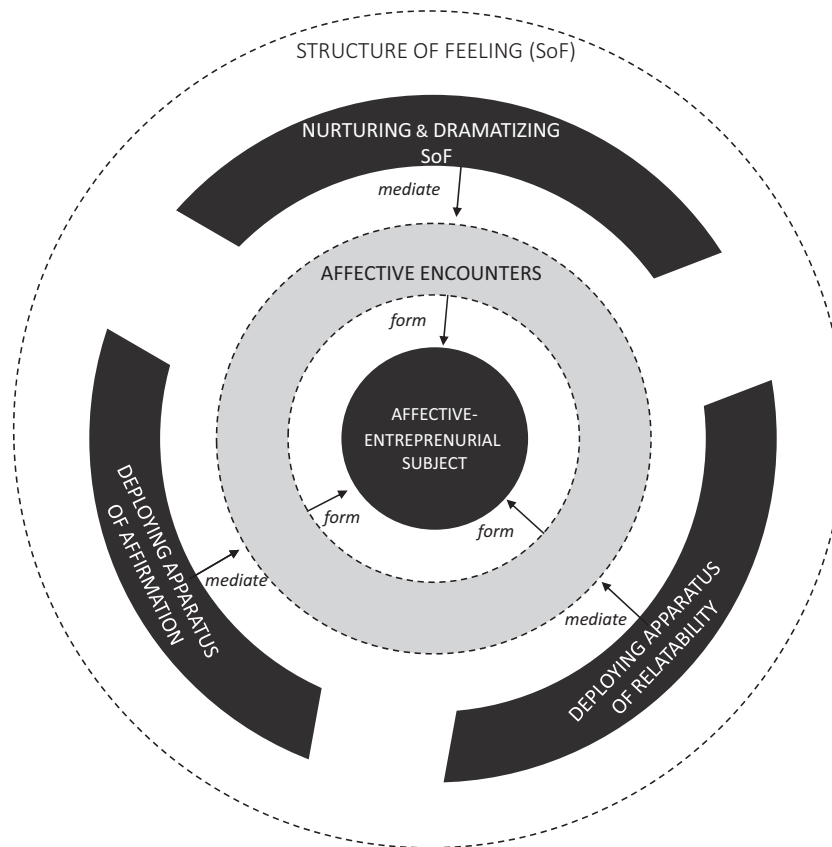 STRUCTURE OF FEELING (SoF)
NURTURING & DRAMATIZING
SoF
mediate
AFFECTIVE ENCOUNTERS
form
AFFECTIVE-
ENTREPRENURIAL
SUBJECT
form
form
DEPLOYING APPARATUS
OF AFFIRMATION
mediate
mediate
DEPLOYING APPARATUS
OF RELATABILITY